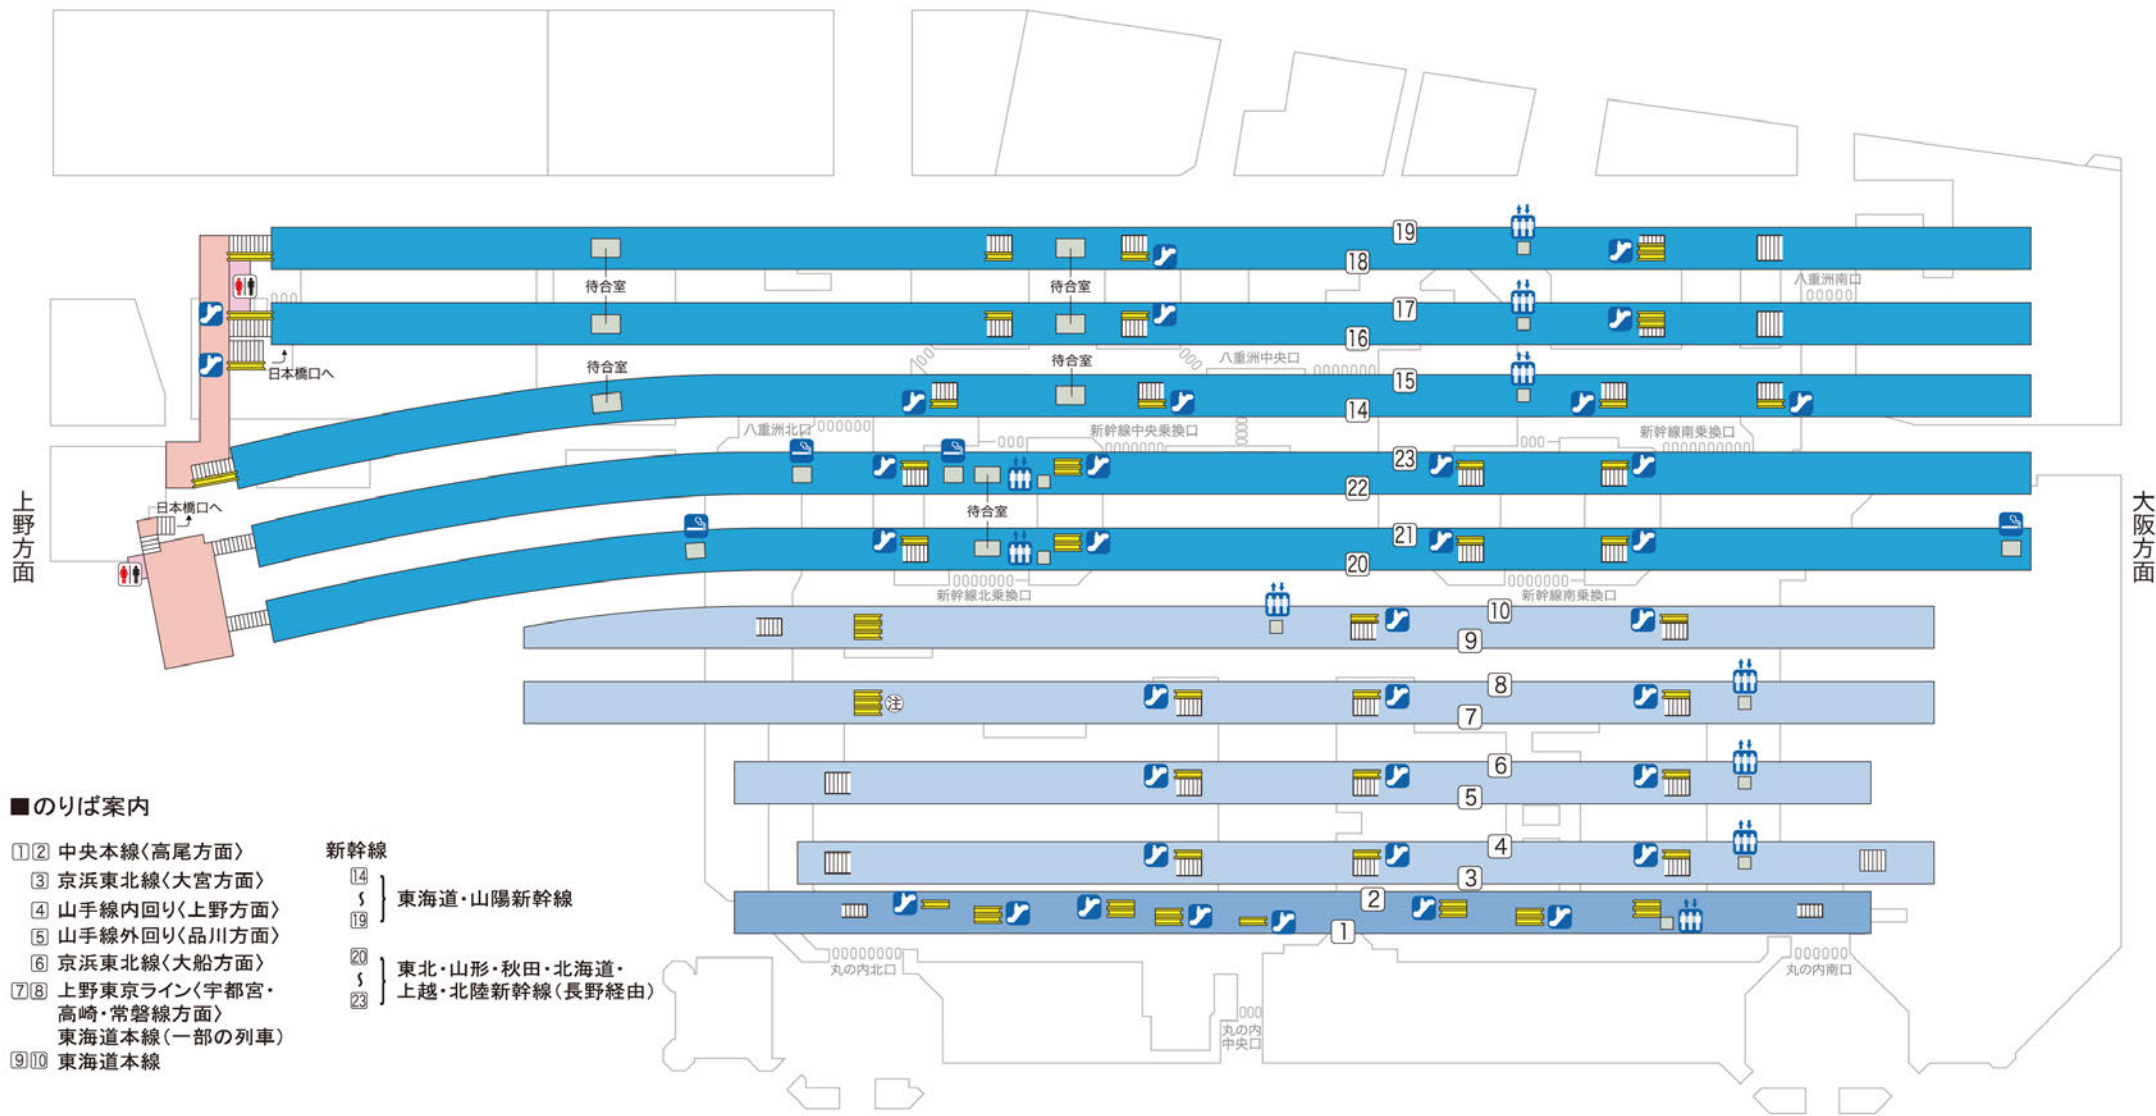 19
18
八重洲南口
待合室
待合室
17
16
八重洲中央口
日本橋口へ
待合室
待合室
15
14
八重洲北口
新幹線中央乗換口
新幹線南乗換口
23
22
上野方面
大阪方面
日本橋口へ
待合室
21
20
新幹線北乗換口
新幹線南乗換口
10
9
8
注
7
6
5
4
3
2
1
丸の内北口
丸の内南口
丸の内
中央口
■のりば案内
1 2 中央本線〈高尾方面〉
3 京浜東北線〈大宮方面〉
4 山手線内回り〈上野方面〉
5 山手線外回り〈品川方面〉
6 京浜東北線〈大船方面〉
7 8 上野東京ライン〈宇都宮・
高崎・常磐線方面〉
東海道本線(一部の列車)
9 10 東海道本線
新幹線
14
〜
19
東海道・山陽新幹線
20
〜
23
東北・山形・秋田・北海道・
上越・北陸新幹線(長野経由)